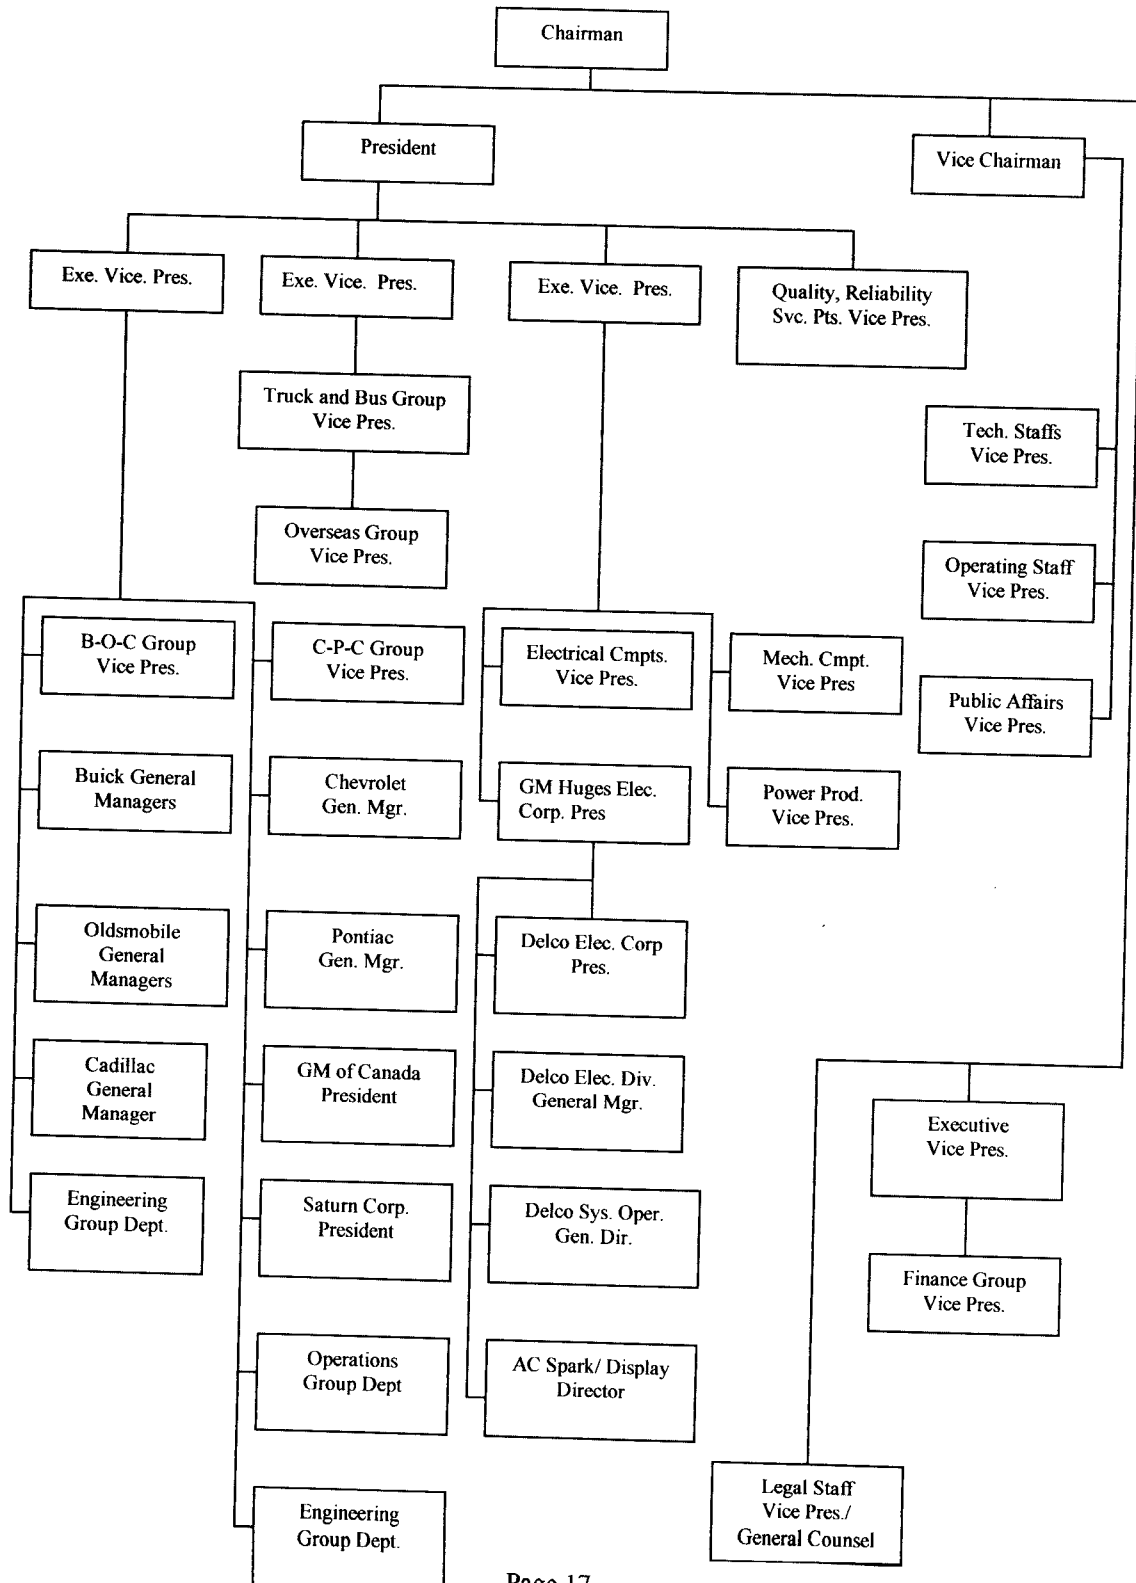 Chairman
President
Vice Chairman
Exe. Vice. Pres.
Exe. Vice. Pres.
Exe. Vice. Pres.
Quality, Reliability
Svc. Pts. Vice Pres.
Truck and Bus Group
Vice Pres.
Tech. Staffs
Vice Pres.
Overseas Group
Vice Pres.
Operating Staff
Vice Pres.
B-O-C Group
Vice Pres.
C-P-C Group
Vice Pres.
Electrical Cmpts.
Vice Pres.
Mech. Cmpt.
Vice Pres
Public Affairs
Vice Pres.
Buick General
Managers
Chevrolet
Gen. Mgr.
GM Huges Elec.
Corp. Pres
Power Prod.
Vice Pres.
Oldsmobile
General
Managers
Pontiac
Gen. Mgr.
Delco Elec. Corp
Pres.
Cadillac
General
Manager
GM of Canada
President
Delco Elec. Div.
General Mgr.
Executive
Vice Pres.
Engineering
Group Dept.
Saturn Corp.
President
Delco Sys. Oper.
Gen. Dir.
Finance Group
Vice Pres.
Operations
Group Dept
AC Spark/ Display
Director
Engineering
Group Dept.
Legal Staff
Vice Pres./
General Counsel
Page 17